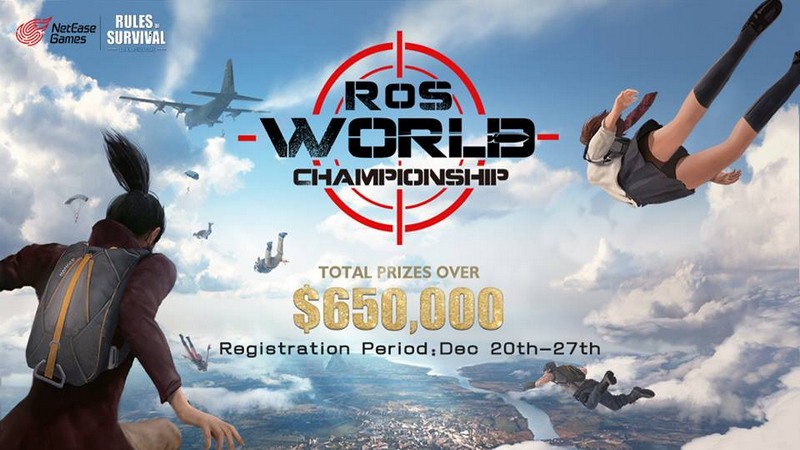 NetEase
Games
RULES OF
SURVIVAL
RoS
WORLD
CHAMPIONSHIP
TOTAL PRIZES OVER
$650,000
Registration Period:Dec 20th-27th